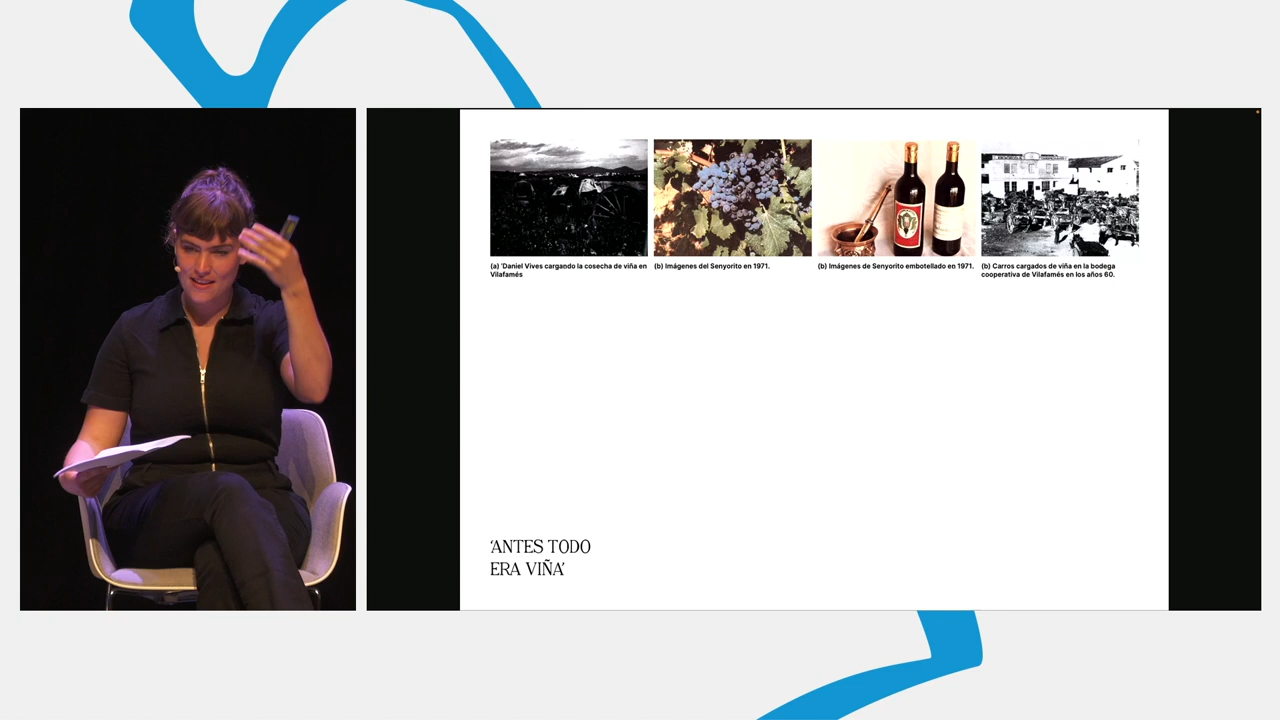 (a) 'Daniel Vives cargando la cosecha de viña en
Vilafamés
(b) Imágenes del Senyorito en 1971.
(b) Imágenes de Senyorito embotellado en 1971.
(b) Carros cargados de viña en la bodega
cooperativa de Vilafamés en los años 60.
‘ANTES TODO
ERA VIÑA’